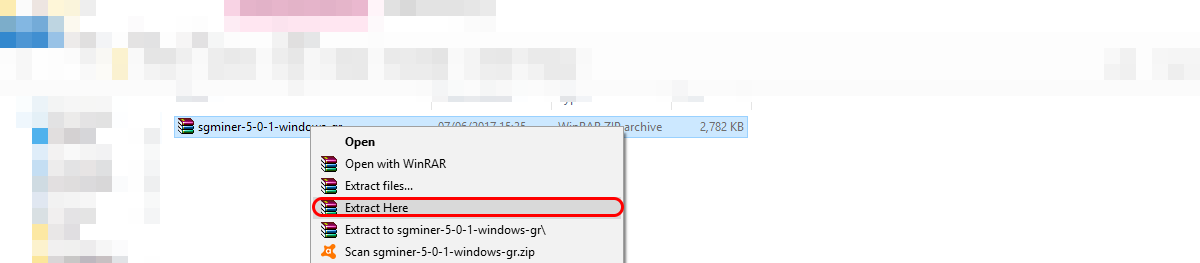 sgminer-5-0-1-windows-gr 07/06/2017 15:25 WinRAR ZIP archive 2,782 KB
Open
Open with WinRAR
Extract files...
Extract Here
Extract to sgminer-5-0-1-windows-gr\
Scan sgminer-5-0-1-windows-gr.zip